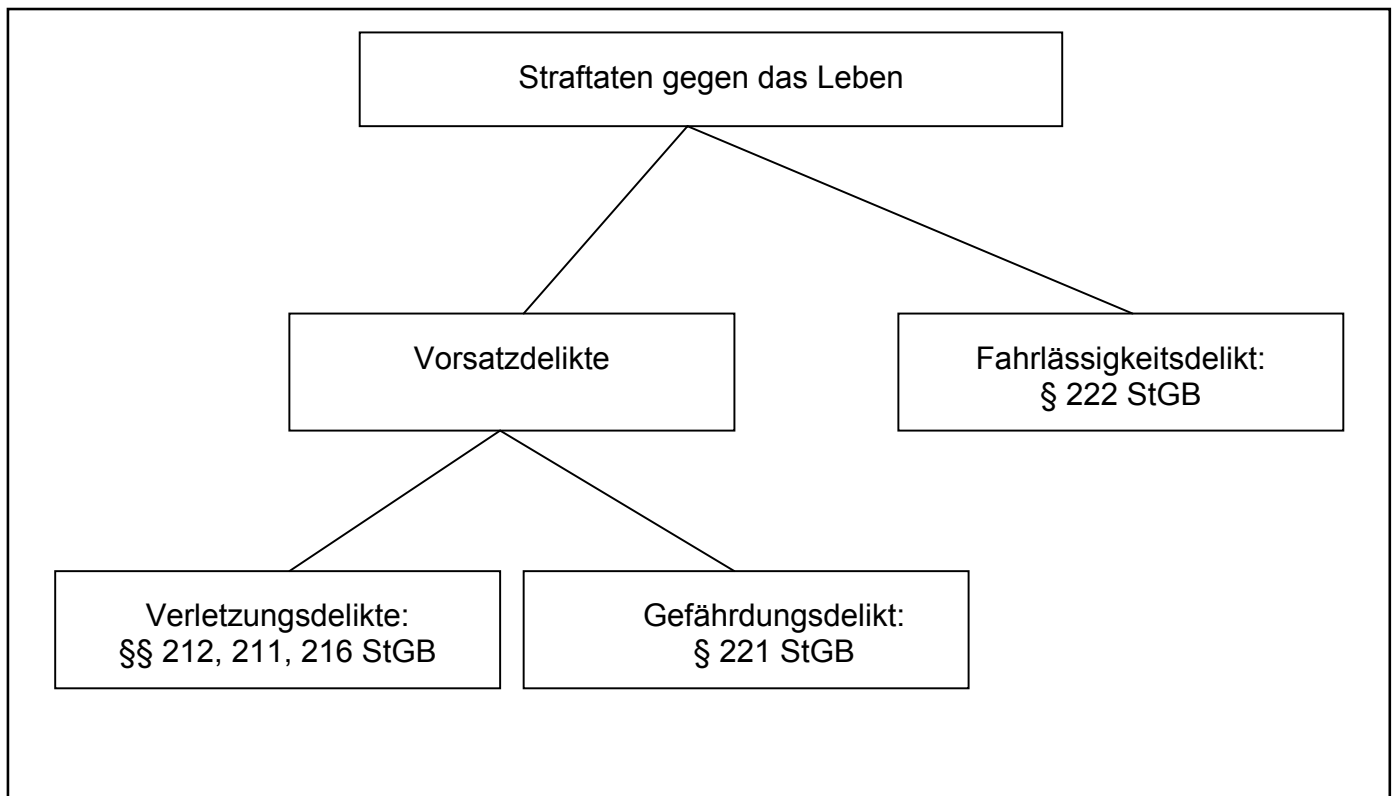 Straftaten gegen das Leben
Vorsatzdelikte
Fahrlässigkeitsdelikt:
§ 222 StGB
Verletzungsdelikte:
§§ 212, 211, 216 StGB
Gefährdungsdelikt:
§ 221 StGB